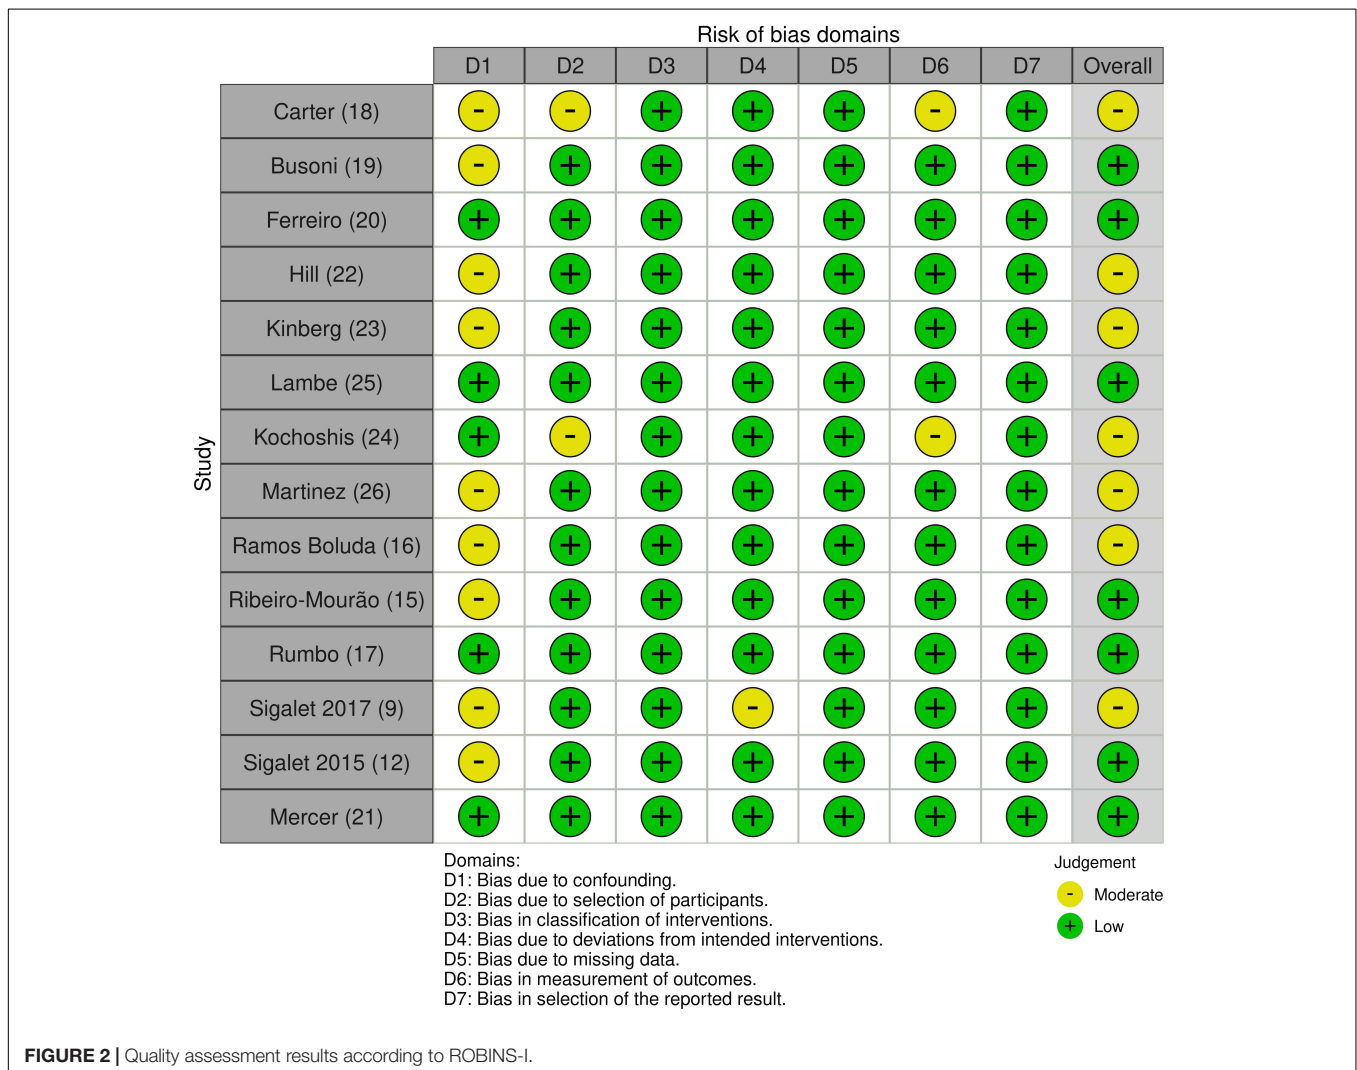 Risk of bias domains
D1 D2 D3 D4 D5 D6 D7 Overall
Study
Carter (18) - - + + + - + -
Busoni (19) - + + + + + + +
Ferreiro (20) + + + + + + + +
Hill (22) - + + + + + + -
Kinberg (23) - + + + + + + -
Lambe (25) + + + + + + + +
Kochoshis (24) + - + + + - + -
Martinez (26) - + + + + + + -
Ramos Boluda (16) - + + + + + + -
Ribeiro-Mourão (15) - + + + + + + +
Rumbo (17) + + + + + + + +
Sigalet 2017 (9) - + + - + + + -
Sigalet 2015 (12) - + + + + + + +
Mercer (21) + + + + + + + +
Domains:
D1: Bias due to confounding.
D2: Bias due to selection of participants.
D3: Bias in classification of interventions.
D4: Bias due to deviations from intended interventions.
D5: Bias due to missing data.
D6: Bias in measurement of outcomes.
D7: Bias in selection of the reported result.
Judgement
- Moderate
+ Low
FIGURE 2 | Quality assessment results according to ROBINS-I.